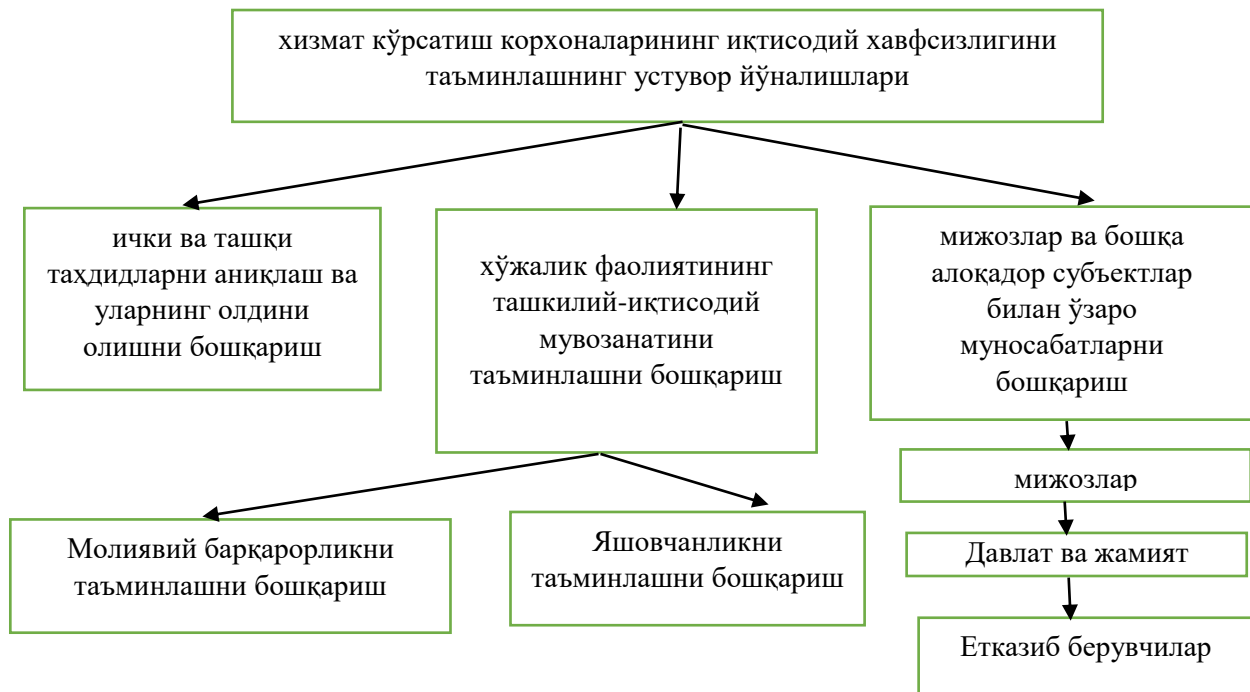 хизмат кўрсатиш корхоналарининг иқтисодий хавфсизлигини
таъминлашнинг устувор йўналишлари
ички ва ташқи
таҳдидларни аниқлаш ва
уларнинг олдини
олишни бошқариш
хўжалик фаолиятининг
ташкилий-иқтисодий
мувозанатини
таъминлашни бошқариш
мижозлар ва бошқа
алоқадор субъектлар
билан ўзаро
муносабатларни
бошқариш
мижозлар
Давлат ва жамият
Етказиб берувчилар
Молиявий барқарорликни
таъминлашни бошқариш
Яшовчанликни
таъминлашни бошқариш